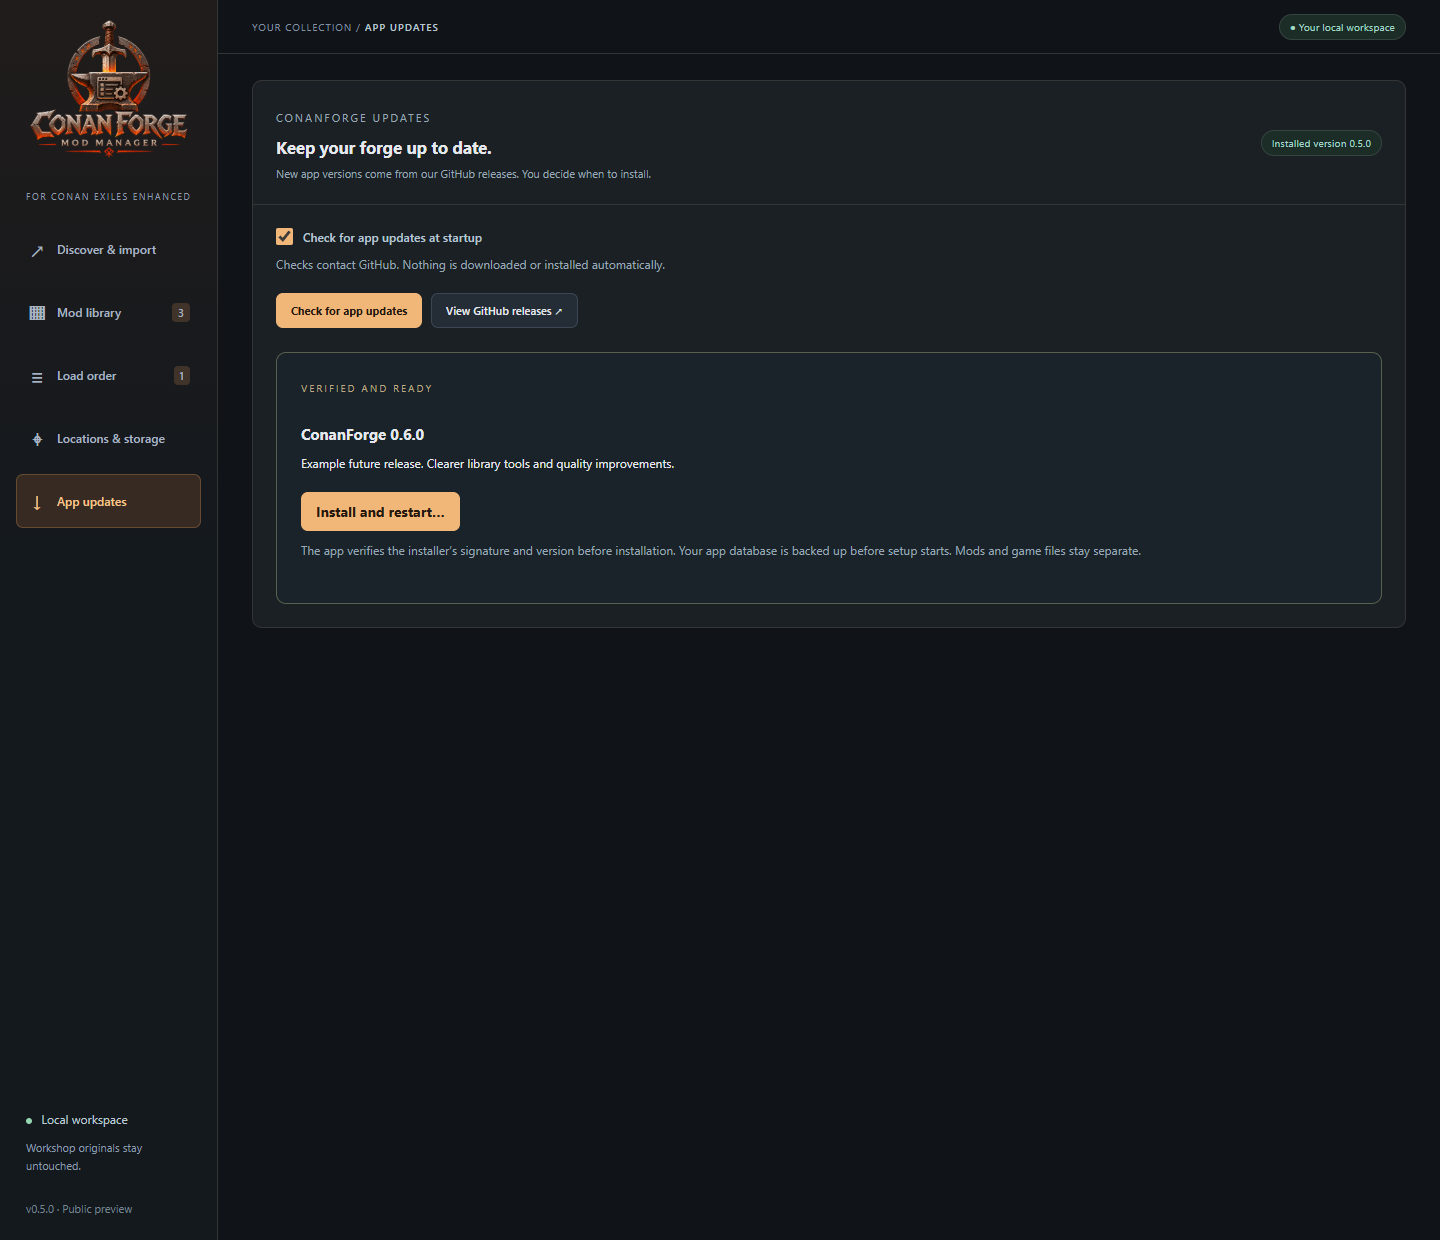 CONAN FORGE
MOD MANAGER
FOR CONAN EXILES ENHANCED
Discover & import
Mod library 3
Load order 1
Locations & storage
App updates
Local workspace
Workshop originals stay
untouched.
v0.5.0 · Public preview
YOUR COLLECTION / APP UPDATES
Your local workspace
CONANFORGE UPDATES
Keep your forge up to date.
New app versions come from our GitHub releases. You decide when to install.
Installed version 0.5.0
Check for app updates at startup
Checks contact GitHub. Nothing is downloaded or installed automatically.
Check for app updates
View GitHub releases ↗
VERIFIED AND READY
ConanForge 0.6.0
Example future release. Clearer library tools and quality improvements.
Install and restart...
The app verifies the installer's signature and version before installation. Your app database is backed up before setup starts. Mods and game files stay separate.